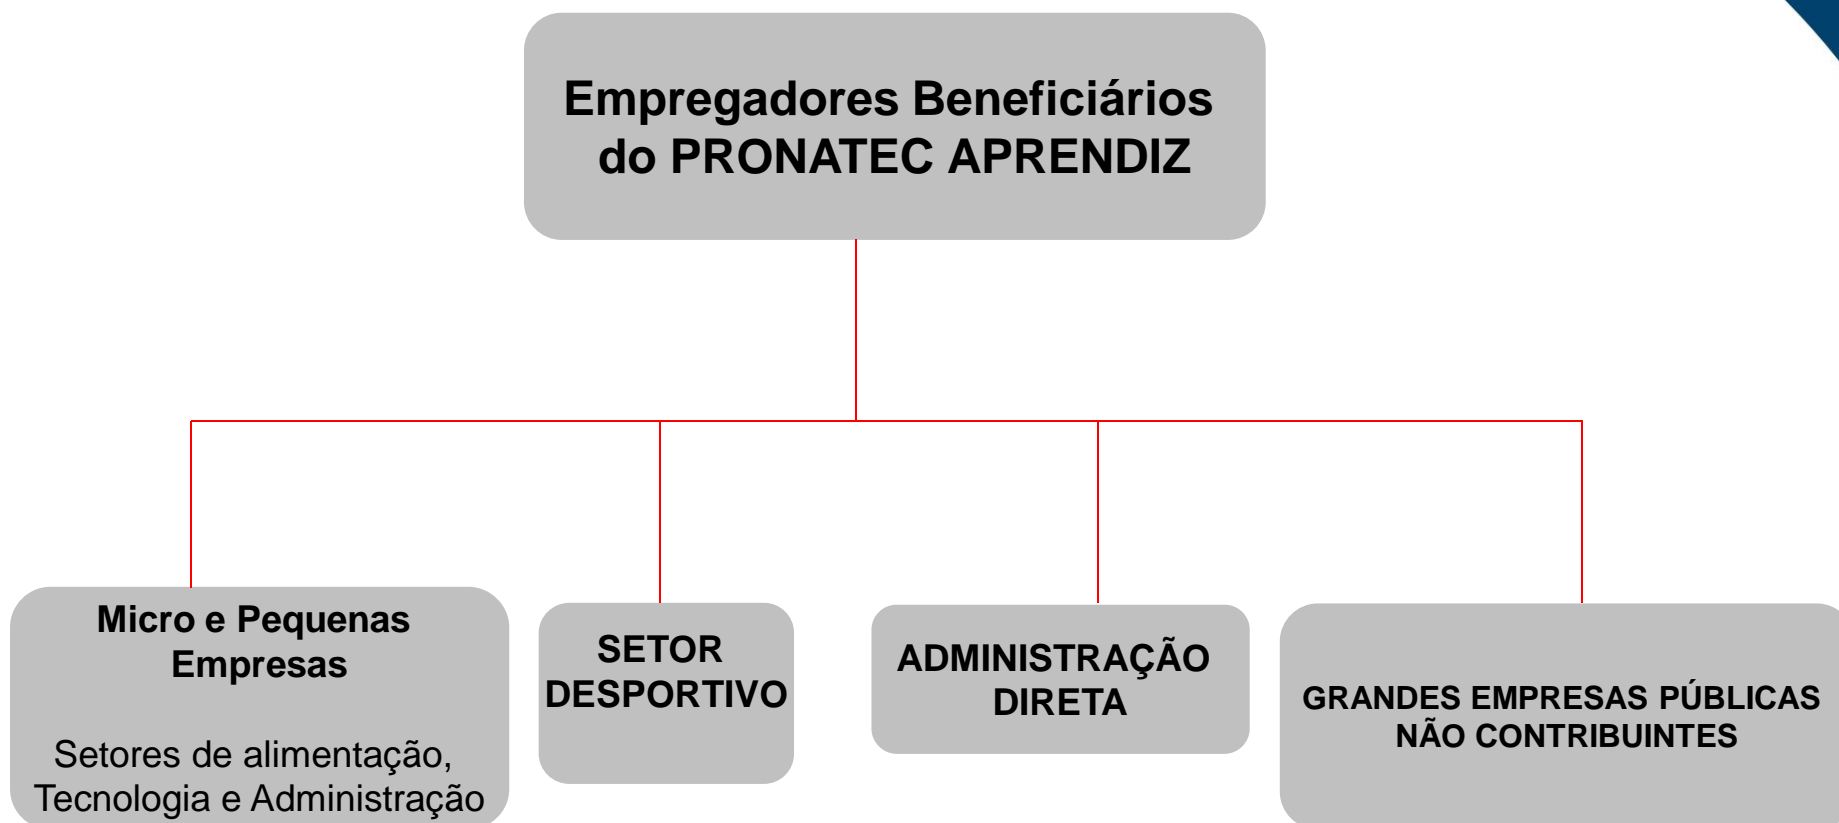 Empregadores Beneficiários
do PRONATEC APRENDIZ
Micro e Pequenas
Empresas
Setores de alimentação,
Tecnologia e Administração
SETOR
DESPORTIVO
ADMINISTRAÇÃO
DIRETA
GRANDES EMPRESAS PÚBLICAS
NÃO CONTRIBUINTES